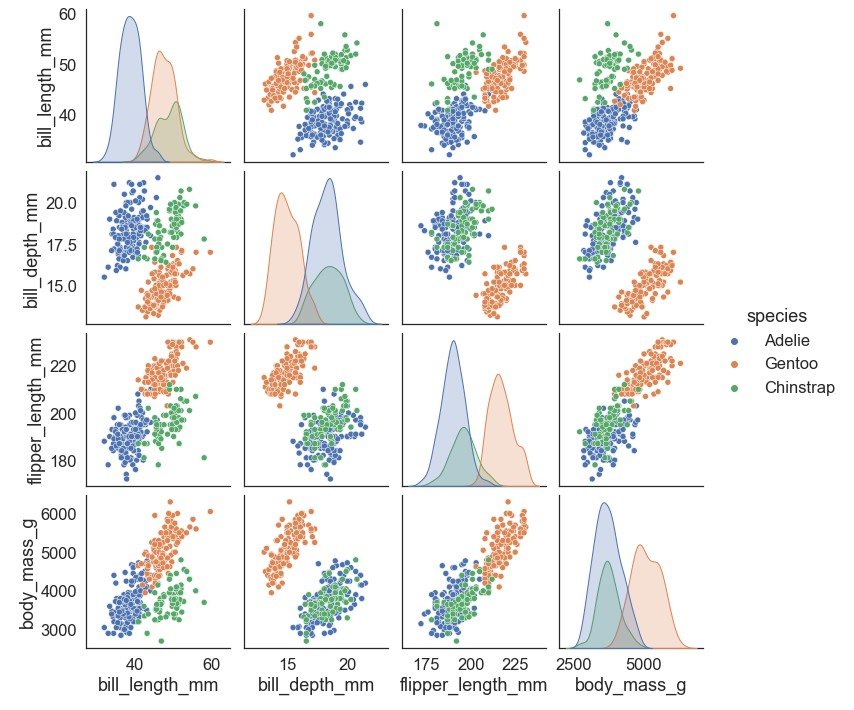 60
50
40
bill_length_mm
20.0
17.5
15.0
bill_depth_mm
220
200
180
flipper_length_mm
6000
5000
4000
3000
body_mass_g
40 60
15 20
175 200 225
2500 5000
bill_length_mm
bill_depth_mm
flipper_length_mm
body_mass_g
species
Adelie
Gentoo
Chinstrap